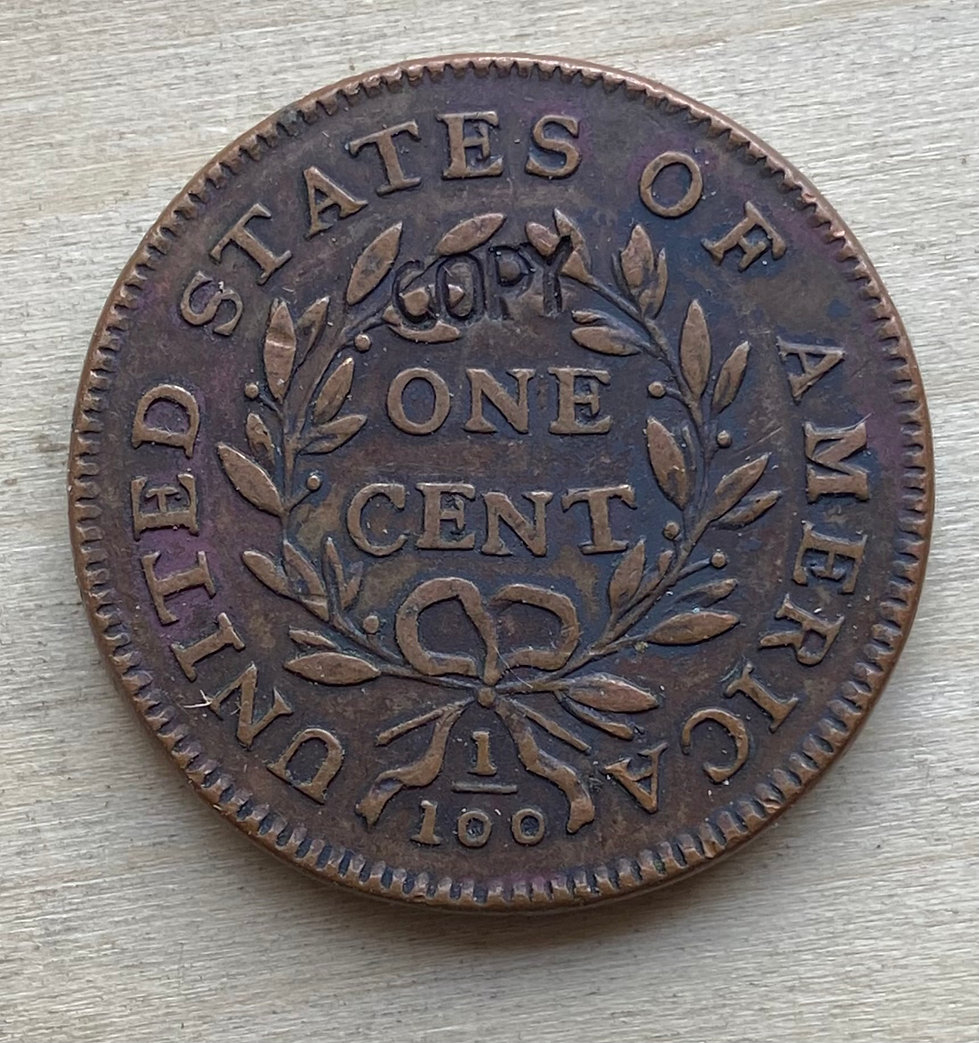 UNITED STATES OF AMERICA
COPY
ONE
CENT
1
100